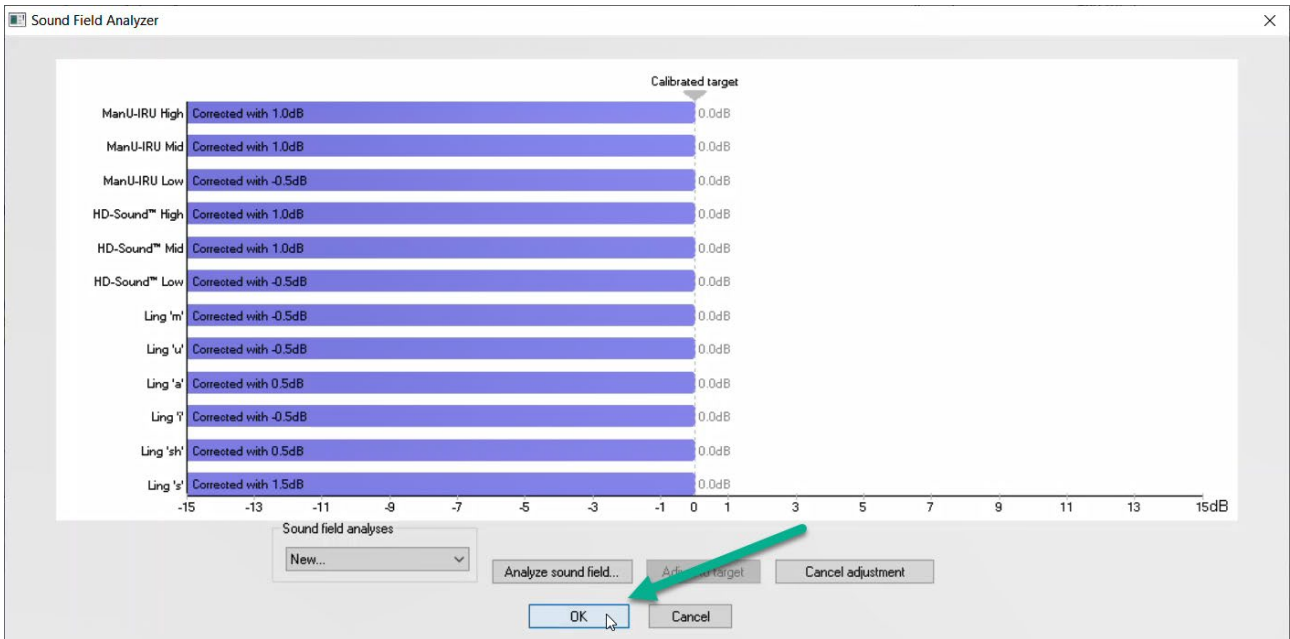 Sound Field Analyzer
Calibrated target
ManU-IRU High Corrected with 1.0dB 0.0dB
ManU-IRU Mid Corrected with 1.0dB 0.0dB
ManU-IRU Low Corrected with -0.5dB 0.0dB
HD-Sound™ High Corrected with 1.0dB 0.0dB
HD-Sound™ Mid Corrected with 1.0dB 0.0dB
HD-Sound™ Low Corrected with -0.5dB 0.0dB
Ling 'm' Corrected with -0.5dB 0.0dB
Ling 'u' Corrected with -0.5dB 0.0dB
Ling 'a' Corrected with 0.5dB 0.0dB
Ling 'i' Corrected with -0.5dB 0.0dB
Ling 'sh' Corrected with 0.5dB 0.0dB
Ling 's' Corrected with 1.5dB 0.0dB
-15 -13 -11 -9 -7 -5 -3 -1 0 1 3 5 7 9 11 13 15dB
Sound field analyses
New...
Analyze sound field... target Cancel adjustment
OK Cancel